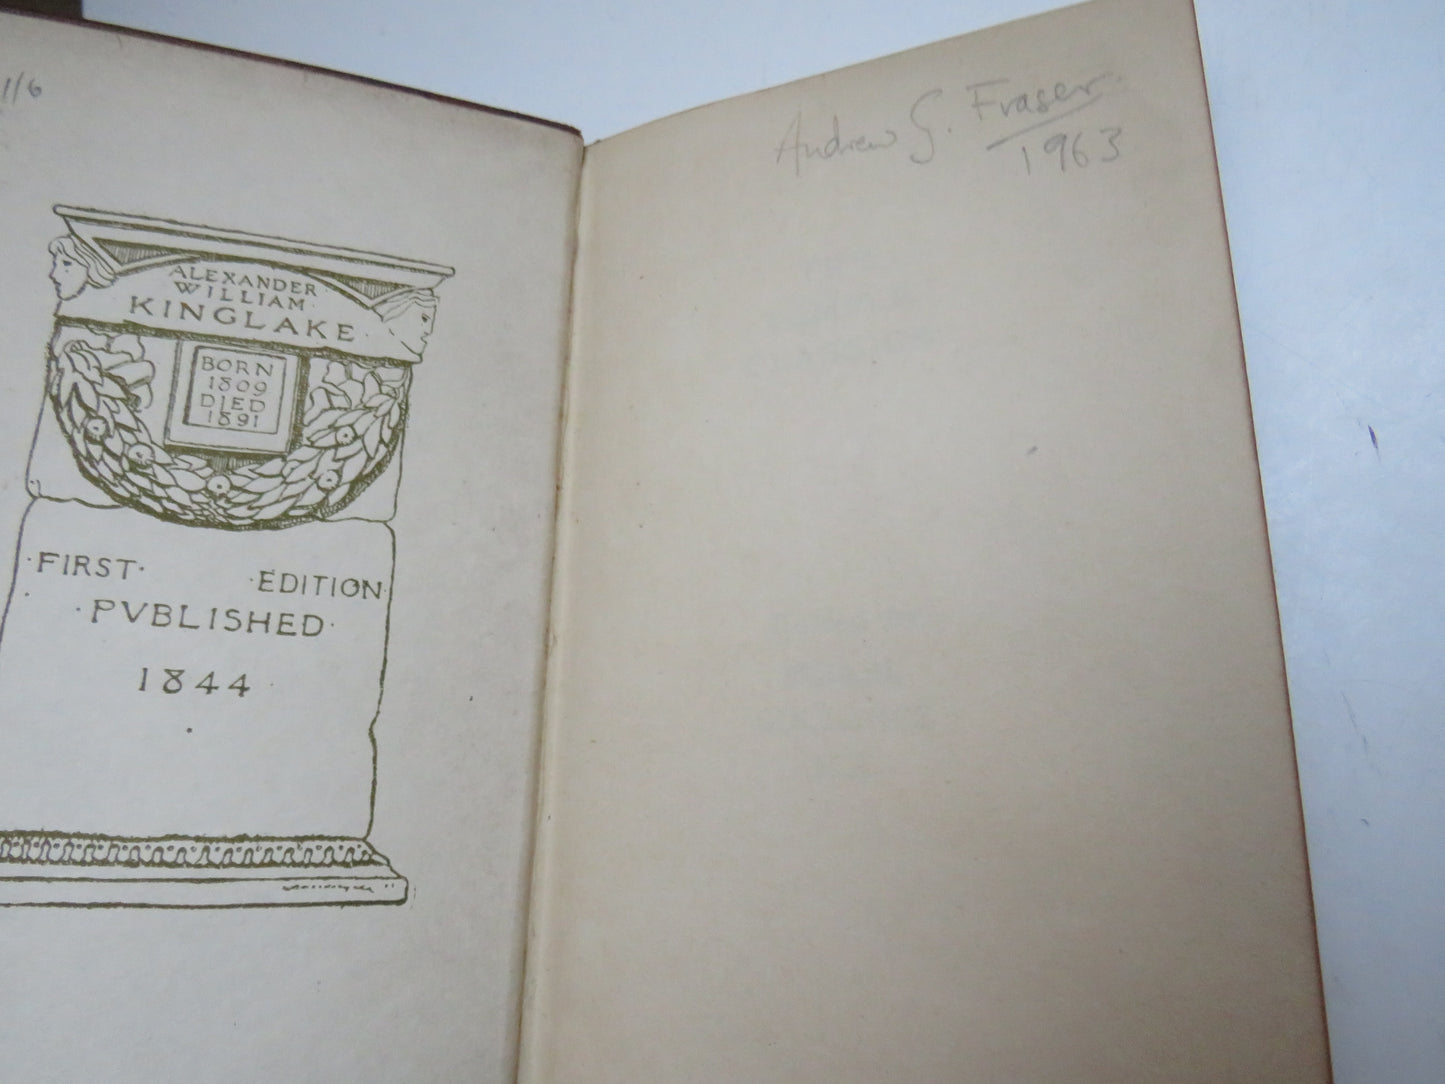 1/6
ALEXANDER
WILLIAM
KINGLAKE
BORN
1809
DIED
1891
·FIRST· ·EDITION·
·PVBLISHED·
1844
Andrew G. Fraser.
1963